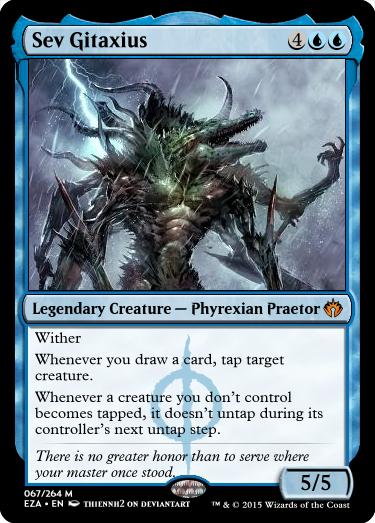 Sev Gitaxius 4
Legendary Creature — Phyrexian Praetor
Wither
Whenever you draw a card, tap target
creature.
Whenever a creature you don't control
becomes tapped, it doesn't untap during its
controller's next untap step.
There is no greater honor than to serve where
your master once stood.
5/5
067/264 M
EZA • EN THIENNH2 ON DEVIANTART ™ & © 2015 Wizards of the Coast